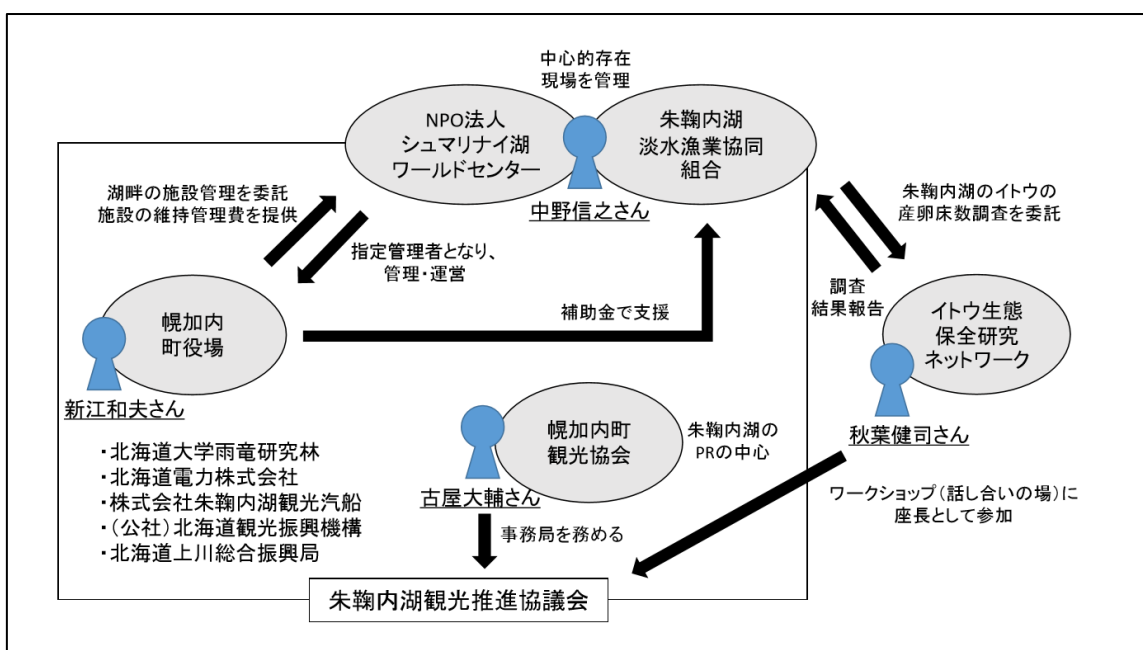 中心的存在
現場を管理
NPO法人
シュマリナイ湖
ワールドセンター
朱鞠内湖
淡水漁業協同
組合
中野信之さん
湖畔の施設管理を委託
施設の維持管理費を提供
指定管理者となり、
管理・運営
朱鞠内湖のイトウの
産卵床数調査を委託
調査
結果報告
補助金で支援
幌加内
町役場
新江和夫さん
イトウ生態
保全研究
ネットワーク
秋葉健司さん
幌加内町
観光協会
古屋大輔さん
朱鞠内湖の
PRの中心
・北海道大学雨竜研究林
・北海道電力株式会社
・株式会社朱鞠内湖観光汽船
・(公社)北海道観光振興機構
・北海道上川総合振興局
事務局を務める
ワークショップ(話し合いの場)に
座長として参加
朱鞠内湖観光推進協議会